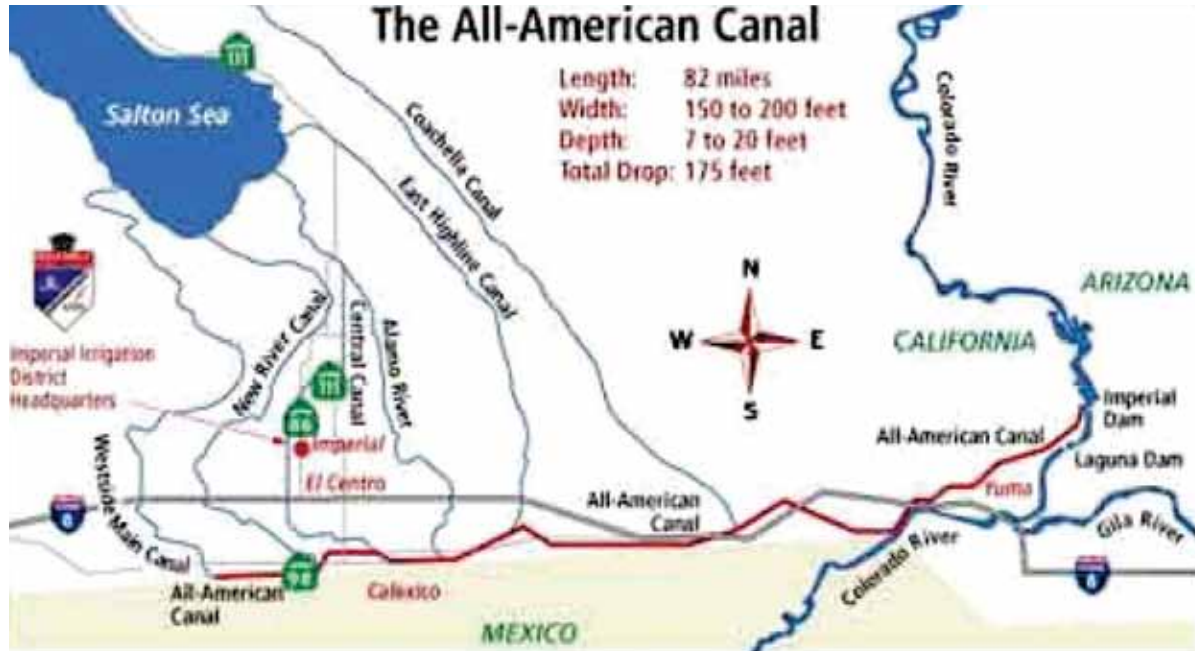 The All-American Canal
Length: 82 miles
Width: 150 to 200 feet
Depth: 7 to 20 feet
Total Drop: 175 feet
111
Salton Sea
Coachella Canal
East Highline Canal
Colorado River
N
W E
S
ARIZONA
CALIFORNIA
Imperial Irrigation
District
Headquarters
New River Canal
Central Canal
Alamo River
111
86
Imperial
El Centro
Westside Main Canal
8
All-American
Canal
All-American Canal
Imperial
Dam
Laguna Dam
Yuma
Gila River
Colorado River
8
98
All-American
Canal
Calexico
MEXICO